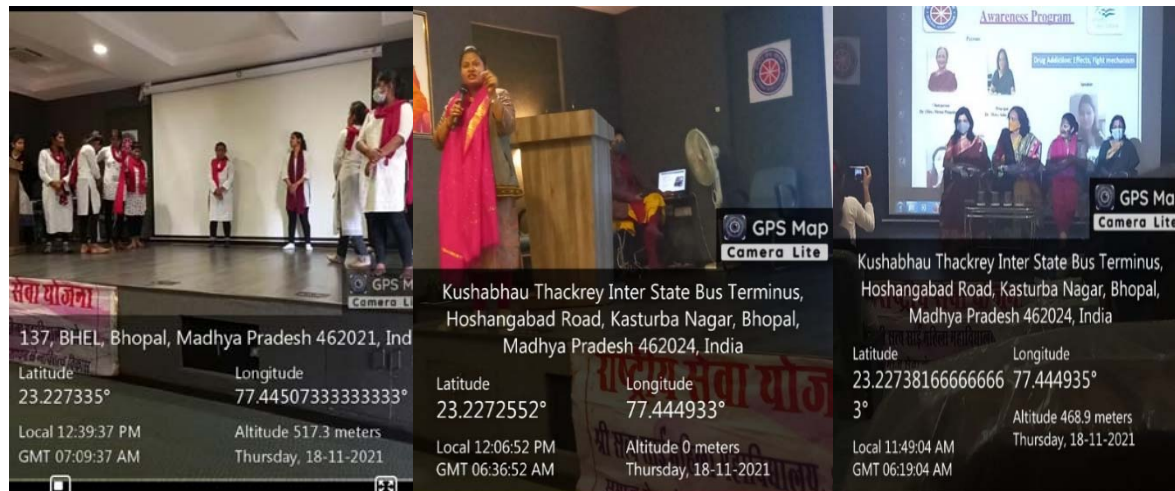 सेवा योजना
GPS
Camera Li
137, BHEL, Bhopal, Madhya Pradesh 462021, Ind
Latitude
23.227335°
Longitude
77.44507333333333°
Local 12:39:37 PM
GMT 07:09:37 AM
Altitude 517.3 meters
Thursday, 18-11-2021
GPS Map
Camera Lite
Kushabhau Thackrey Inter State Bus Terminus,
Hoshangabad Road, Kasturba Nagar, Bhopal,
Madhya Pradesh 462024, India
राष्ट्रीय सेवा योज
Latitude
23.2272552°
Longitude
77.444933°
Local 12:06:52 PM
GMT 06:36:52 AM
Altitude 0 meters
Thursday, 18-11-2021
Awareness Program
Drug Addiction: Effects, Fight mechanism
GPS Ma
Camera Lite
Kushabhau Thackrey Inter State Bus Terminus,
Hoshangabad Road, Kasturba Nagar, Bhopal,
Madhya Pradesh 462024, India
Latitude
23.22738166666666
3°
Longitude
77.444935°
Local 11:49:04 AM
GMT 06:19:04 AM
Altitude 468.9 meters
Thursday, 18-11-2021